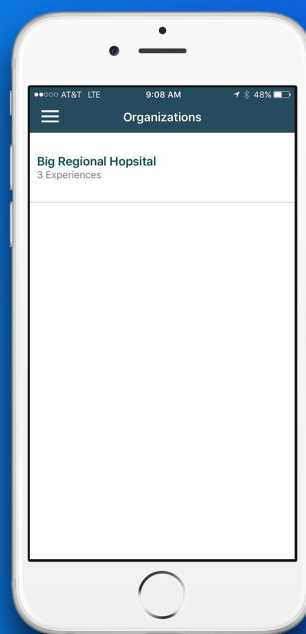 AT&T LTE 9:08 AM 48%
Organizations
Big Regional Hopsital
3 Experiences